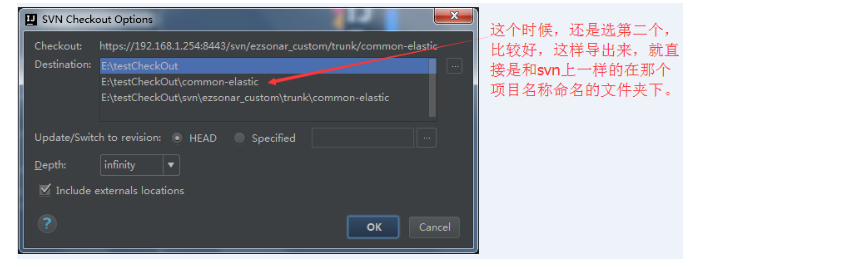 SVN Checkout Options
Checkout: https://192.168.1.254:8443/svn/ezsonar_custom/trunk/common-elastic
Destination: E:\testCheckOut
E:\testCheckOut\common-elastic
E:\testCheckOut\svn\ezsonar_custom\trunk\common-elastic
Update/Switch to revision: HEAD Specified
Depth: infinity
Include externals locations
? OK Cancel
这个时候，还是选第二个，
比较好，这样导出来，就直
接是和svn上一样的在那个
项目名称命名的文件夹下。